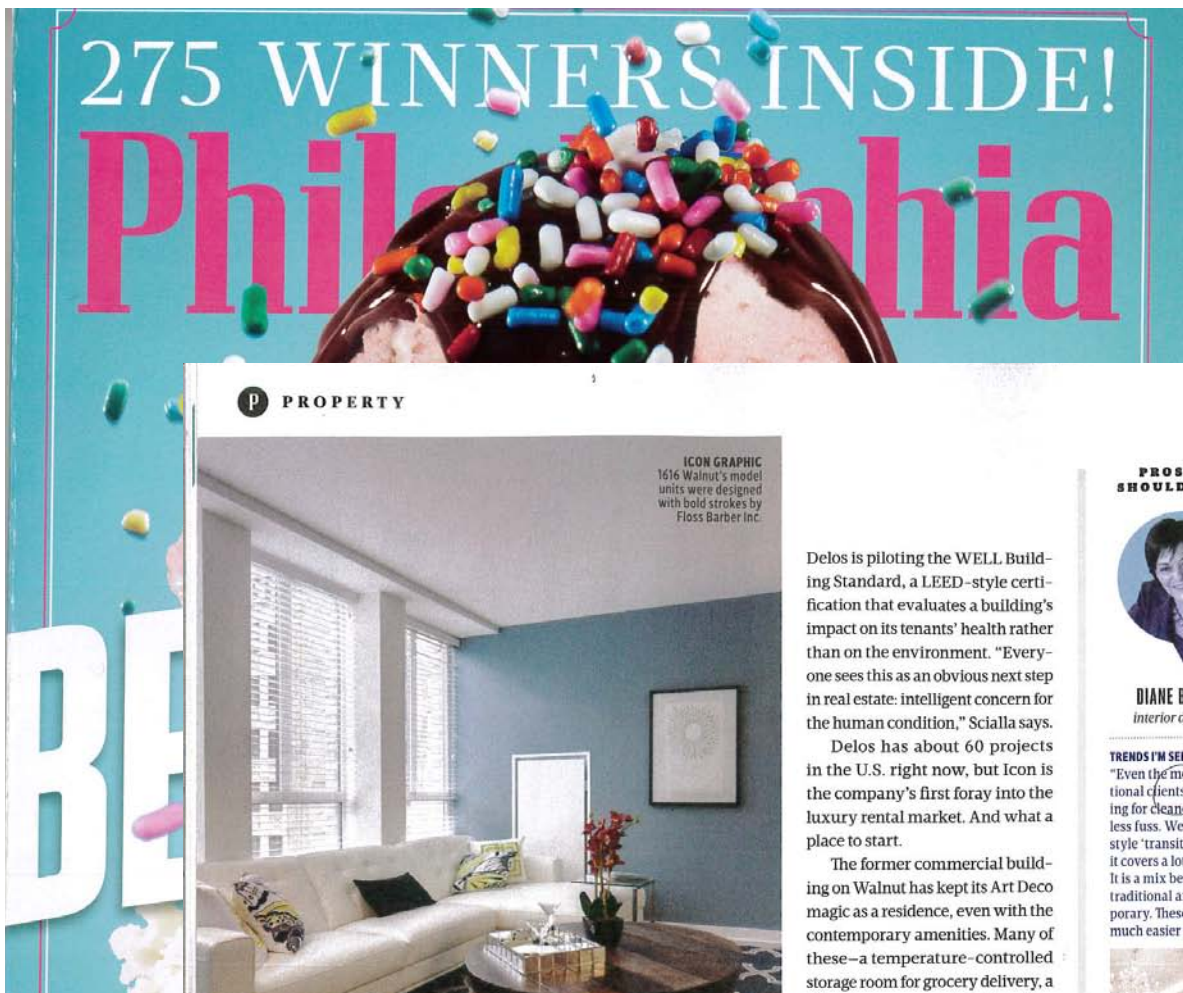 275 WINNERS INSIDE!
Phil hia
BE
P PROPERTY
ICON GRAPHIC
1616 Walnut's model
units were designed
with bold strokes by
Floss Barber Inc.
Delos is piloting the WELL Build-
ing Standard, a LEED-style certi-
fication that evaluates a building's
impact on its tenants' health rather
than on the environment. "Every-
one sees this as an obvious next step
in real estate: intelligent concern for
the human condition," Scialla says.
Delos has about 60 projects
in the U.S. right now, but Icon is
the company's first foray into the
luxury rental market. And what a
place to start.
The former commercial build-
ing on Walnut has kept its Art Deco
magic as a residence, even with the
contemporary amenities. Many of
these—a temperature-controlled
storage room for grocery delivery, a
PROS
SHOULD
DIANE B
interior
TRENDS I'M SE
"Even the mo
tional clients
ing for clean
less fuss. We
style 'transit
it covers a lo
It is a mix be
traditional a
porary. These
much easier